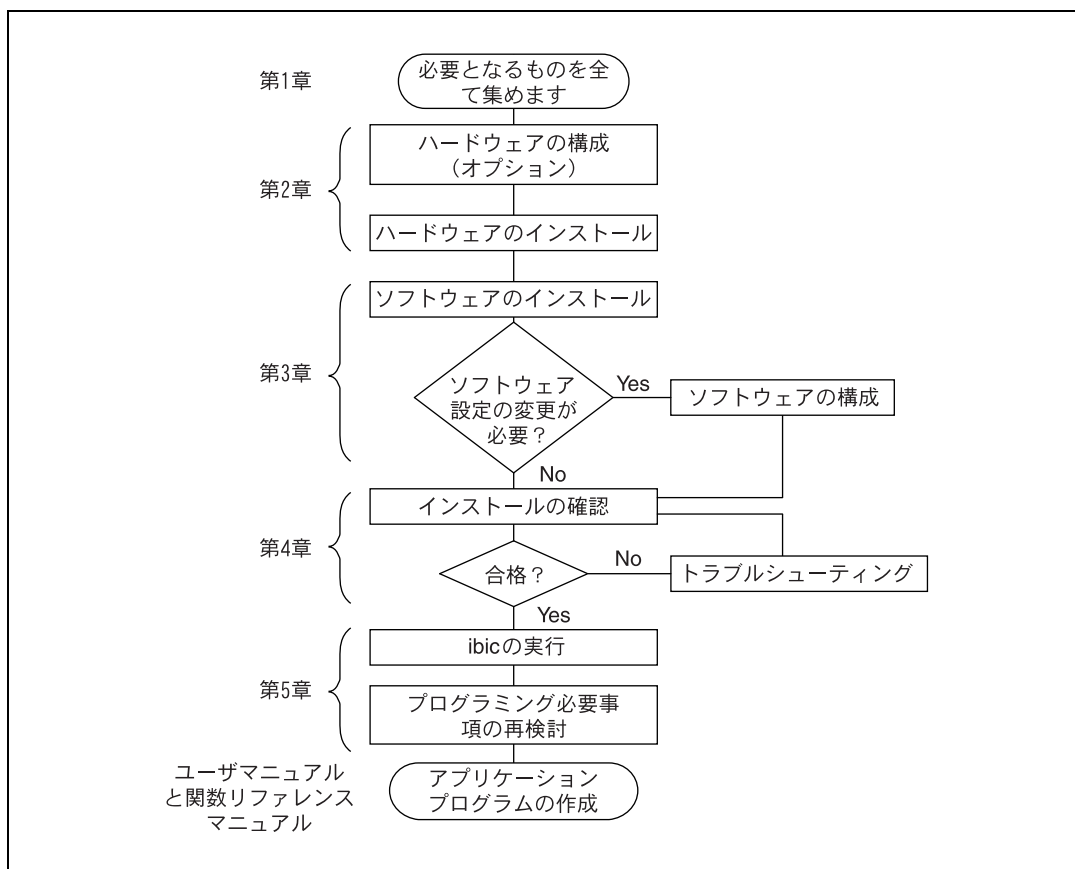 第1章
必要となるものを全
て集めます
第2章
ハードウェアの構成
（オプション）
ハードウェアのインストール
第3章
ソフトウェアのインストール
ソフトウェア
設定の変更が
必要？
Yes
ソフトウェアの構成
No
第4章
インストールの確認
合格？
No
トラブルシューティング
Yes
第5章
ibicの実行
プログラミング必要事
項の再検討
ユーザマニュアル
と関数リファレンス
マニュアル
アプリケーション
プログラムの作成